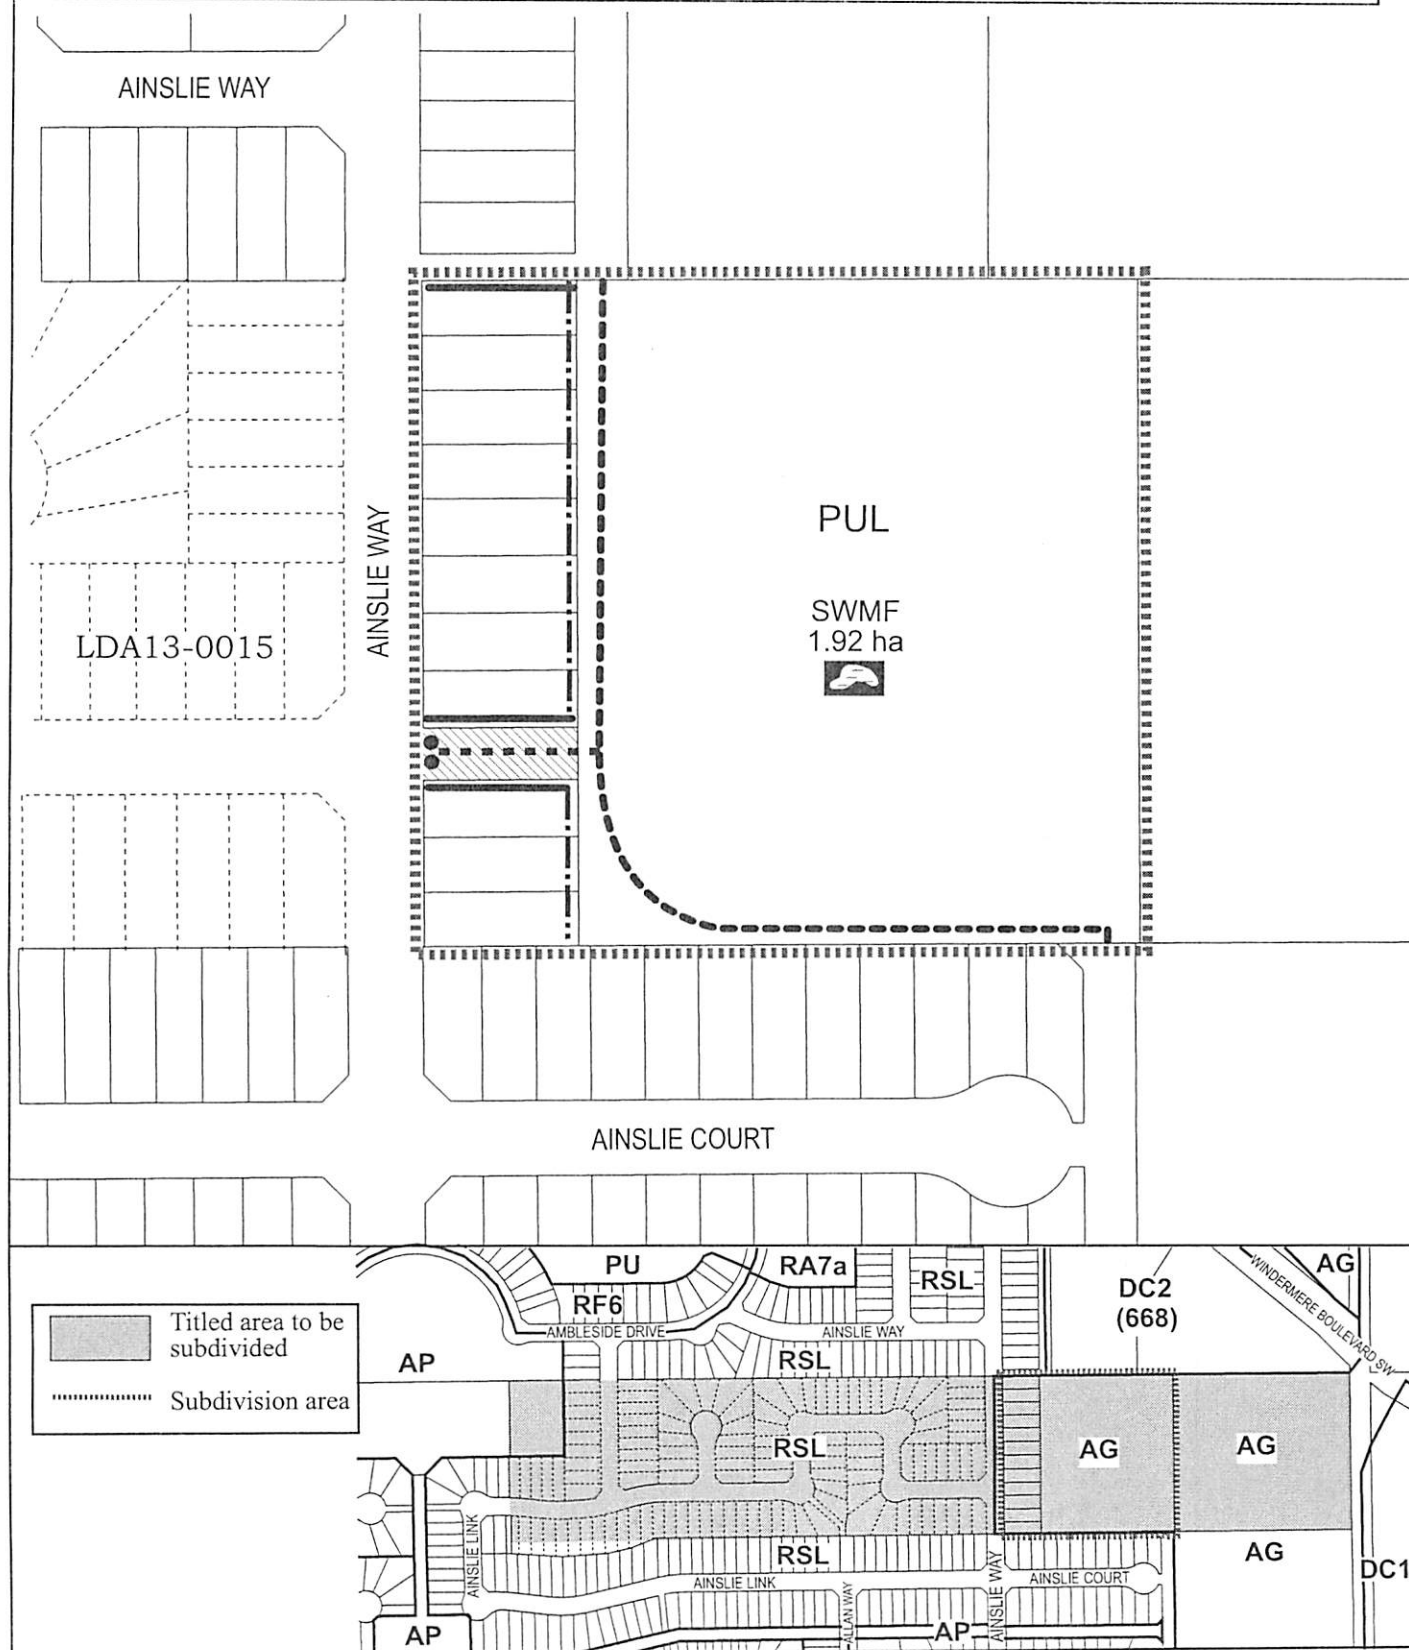 AINSLIE WAY
AINSLIE WAY
PUL
SWMF
1.92 ha
LDA13-0015
AINSLIE COURT
Titled area to be
subdivided
Subdivision area
PU
RA7a
RSL
DC2
(668)
AG
WINDERMERE BOULEVARD SW
RF6
AMBLESIDE DRIVE
AINSLIE WAY
AP
RSL
RSL
AG
AG
AINSLIE LINK
RSL
AINSLIE LINK
ALLAN WAY
AINSLIE WAY
AINSLIE COURT
AG
DC1
AP
AP